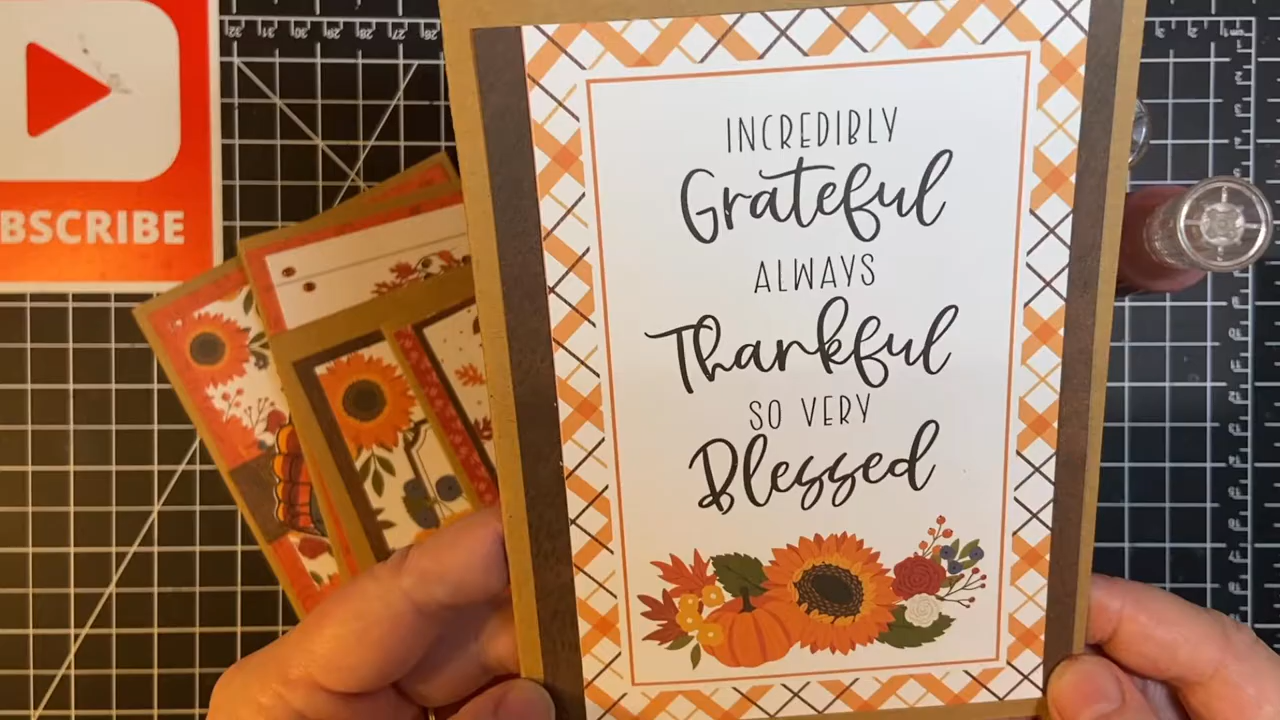 BSCRIBE
INCREDIBLY
Grateful
ALWAYS
Thankful
SO VERY
Blessed